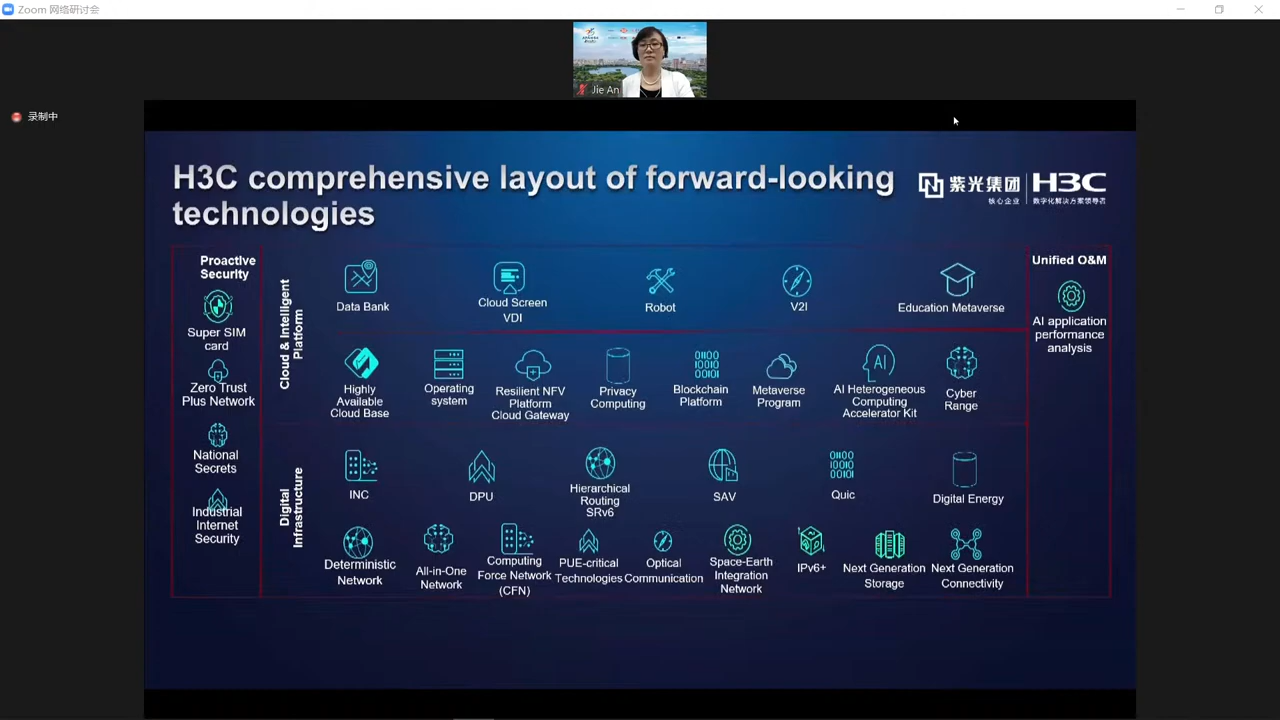 Zoom 网络研讨会
Jie An
录制中
H3C comprehensive layout of forward-looking
technologies
紫光集团
核心企业
H3C
数字化解决方案领导者
Proactive
Security
Super SIM
card
Zero Trust
Plus Network
National
Secrets
Industrial
Internet
Security
Cloud & Intelligent
Platform
Data Bank
Cloud Screen
VDI
Robot
V2I
Education Metaverse
Highly
Available
Cloud Base
Operating
system
Resilient NFV
Platform
Cloud Gateway
Privacy
Computing
Blockchain
Platform
Metaverse
Program
AI
AI Heterogeneous
Computing
Accelerator Kit
Cyber
Range
Digital
Infrastructure
INC
DPU
Hierarchical
Routing
SRv6
SAV
Quic
Digital Energy
Deterministic
Network
All-in-One
Network
Computing
Force Network
(CFN)
PUE-critical
Technologies
Optical
Communication
Space-Earth
Integration
Network
IPv6+
Next Generation
Storage
Next Generation
Connectivity
Unified O&M
AI application
performance
analysis